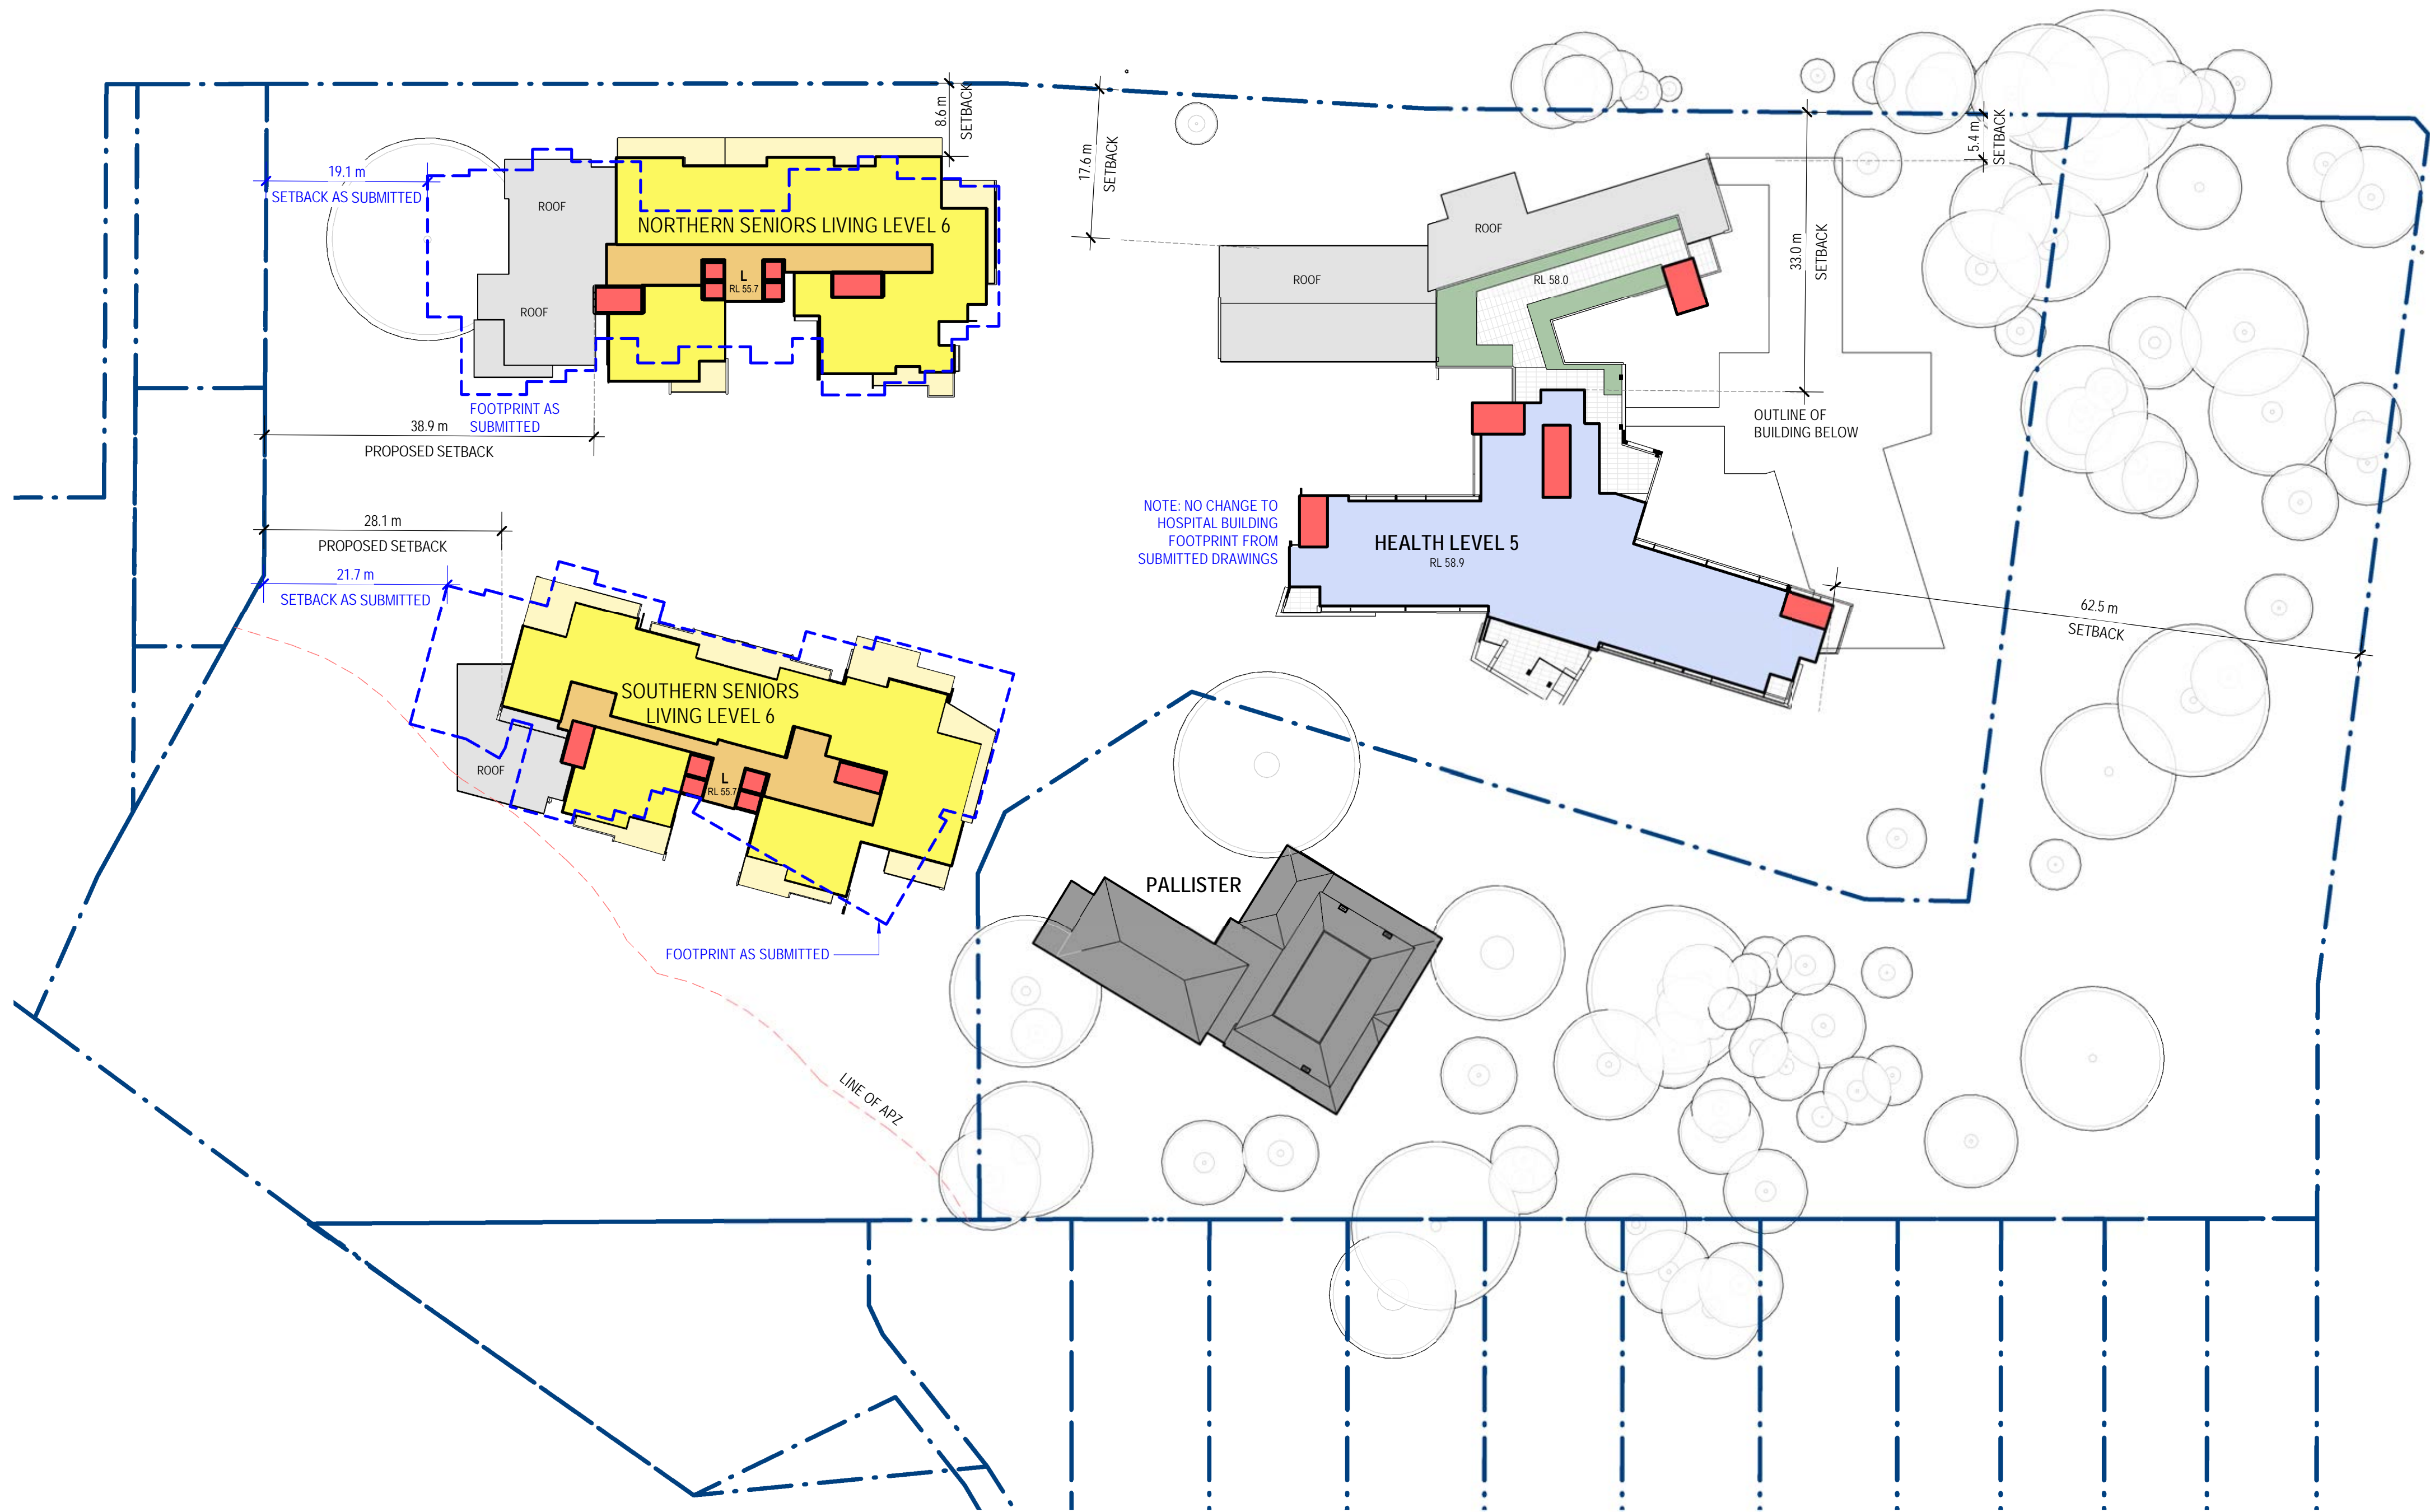 8.6 m
SETBACK
17.6 m
SETBACK
5.4 m
SETBACK
33.0 m
SETBACK
19.1 m
SETBACK AS SUBMITTED
ROOF
NORTHERN SENIORS LIVING LEVEL 6
L
RL 55.7
ROOF
FOOTPRINT AS
SUBMITTED
38.9 m
PROPOSED SETBACK
ROOF
ROOF
RL 58.0
OUTLINE OF
BUILDING BELOW
28.1 m
PROPOSED SETBACK
21.7 m
SETBACK AS SUBMITTED
NOTE: NO CHANGE TO
HOSPITAL BUILDING
FOOTPRINT FROM
SUBMITTED DRAWINGS
HEALTH LEVEL 5
RL 58.9
62.5 m
SETBACK
SOUTHERN SENIORS
LIVING LEVEL 6
ROOF
L
RL 55.7
FOOTPRINT AS SUBMITTED
PALLISTER
LINE OF APZ